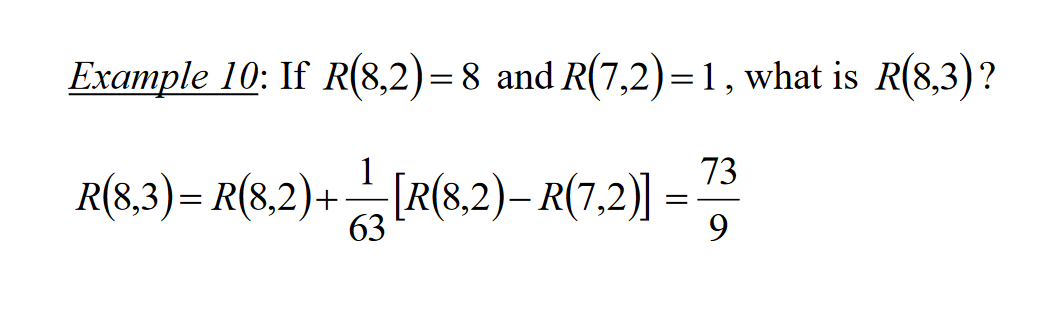 Example 10: If R(8,2)=8 and R(7,2)=1, what is R(8,3)?
R(8,3)= R(8,2)+ 1/63 [R(8,2)−R(7,2)] = 73/9